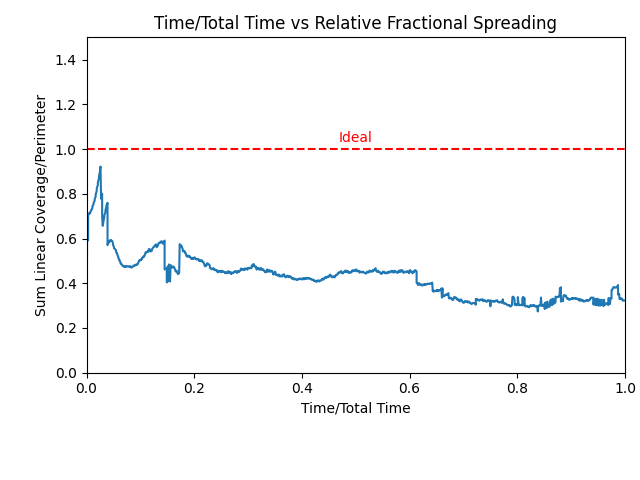 Time/Total Time vs Relative Fractional Spreading
Sum Linear Coverage/Perimeter
1.4
1.2
1.0
0.8
0.6
0.4
0.2
0.0
Ideal
0.0 0.2 0.4 0.6 0.8 1.0
Time/Total Time